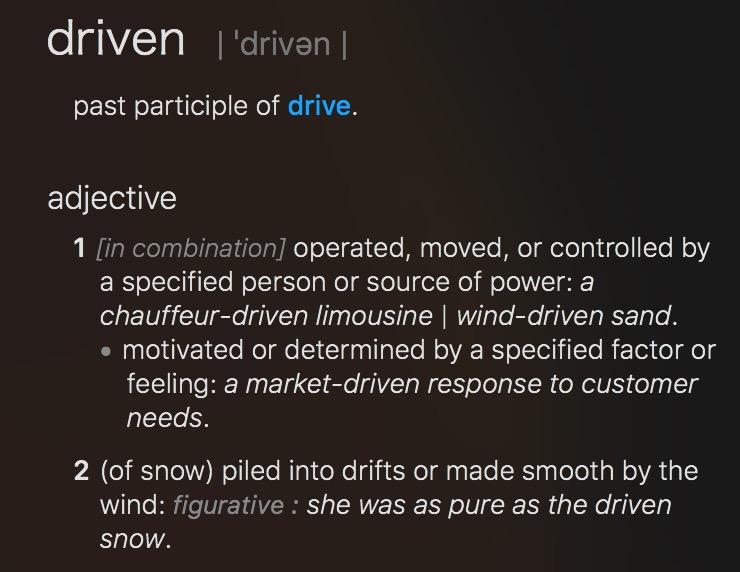 driven | ˈdrivən |
past participle of drive.
adjective
1 [in combination] operated, moved, or controlled by
a specified person or source of power: a
chauffeur-driven limousine | wind-driven sand.
• motivated or determined by a specified factor or
feeling: a market-driven response to customer
needs.
2 (of snow) piled into drifts or made smooth by the
wind: figurative : she was as pure as the driven
snow.